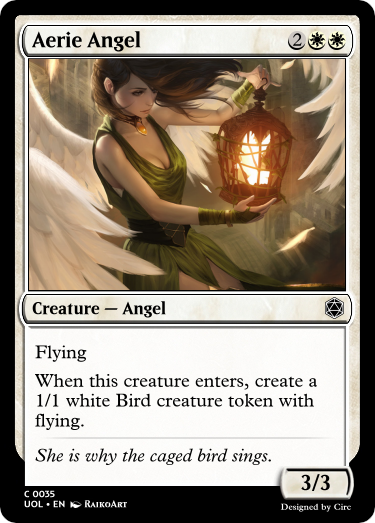 Aerie Angel 2
Creature — Angel
Flying
When this creature enters, create a
1/1 white Bird creature token with
flying.
She is why the caged bird sings.
3/3
C 0035
UOL • EN RaikoArt
Designed by Circ